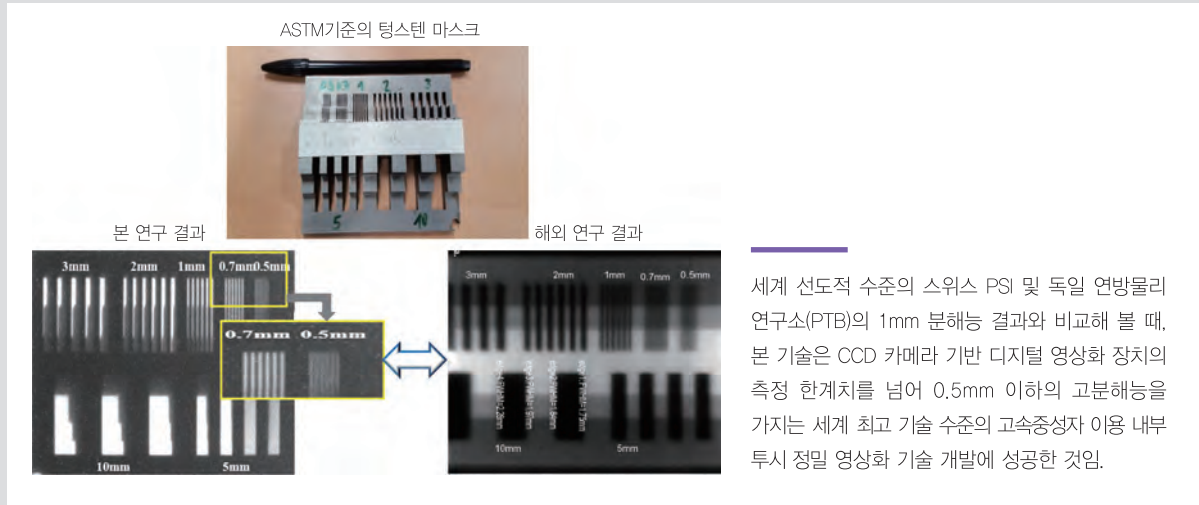 ASTM기준의 텅스텐 마스크
1
2
3
5
10
본 연구 결과
해외 연구 결과
3mm
2mm
1mm
0.7mm
0.5mm
0.7mm
0.5mm
10mm
5mm
3mm
2mm
1mm
0.7mm
0.5mm
10mm
5mm
세계 선도적 수준의 스위스 PSI 및 독일 연방물리
연구소(PTB)의 1mm 분해능 결과와 비교해 볼 때,
본 기술은 CCD 카메라 기반 디지털 영상화 장치의
측정 한계치를 넘어 0.5mm 이하의 고분해능을
가지는 세계 최고 기술 수준의 고속중성자 이용 내부
투시 정밀 영상화 기술 개발에 성공한 것임.